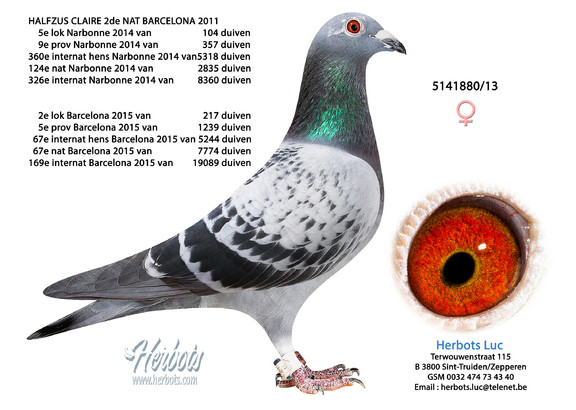 HALFZUS CLAIRE 2de NAT BARCELONA 2011
5e lok Narbonne 2014 van 104 duiven
9e prov Narbonne 2014 van 357 duiven
360e internat hens Narbonne 2014 van5318 duiven
124e nat Narbonne 2014 van 2835 duiven
326e internat Narbonne 2014 van 8360 duiven
2e lok Barcelona 2015 van 217 duiven
5e prov Barcelona 2015 van 1239 duiven
67e internat hens Barcelona 2015 van 5244 duiven
67e nat Barcelona 2015 van 7774 duiven
169e internat Barcelona 2015 van 19089 duiven
5141880/13
♀
Herbots
www.herbots.com
Herbots Luc
Terwouwenstraat 115
B 3800 Sint-Truiden/Zepperen
GSM 0032 474 73 43 40
Email : herbots.luc@telenet.be